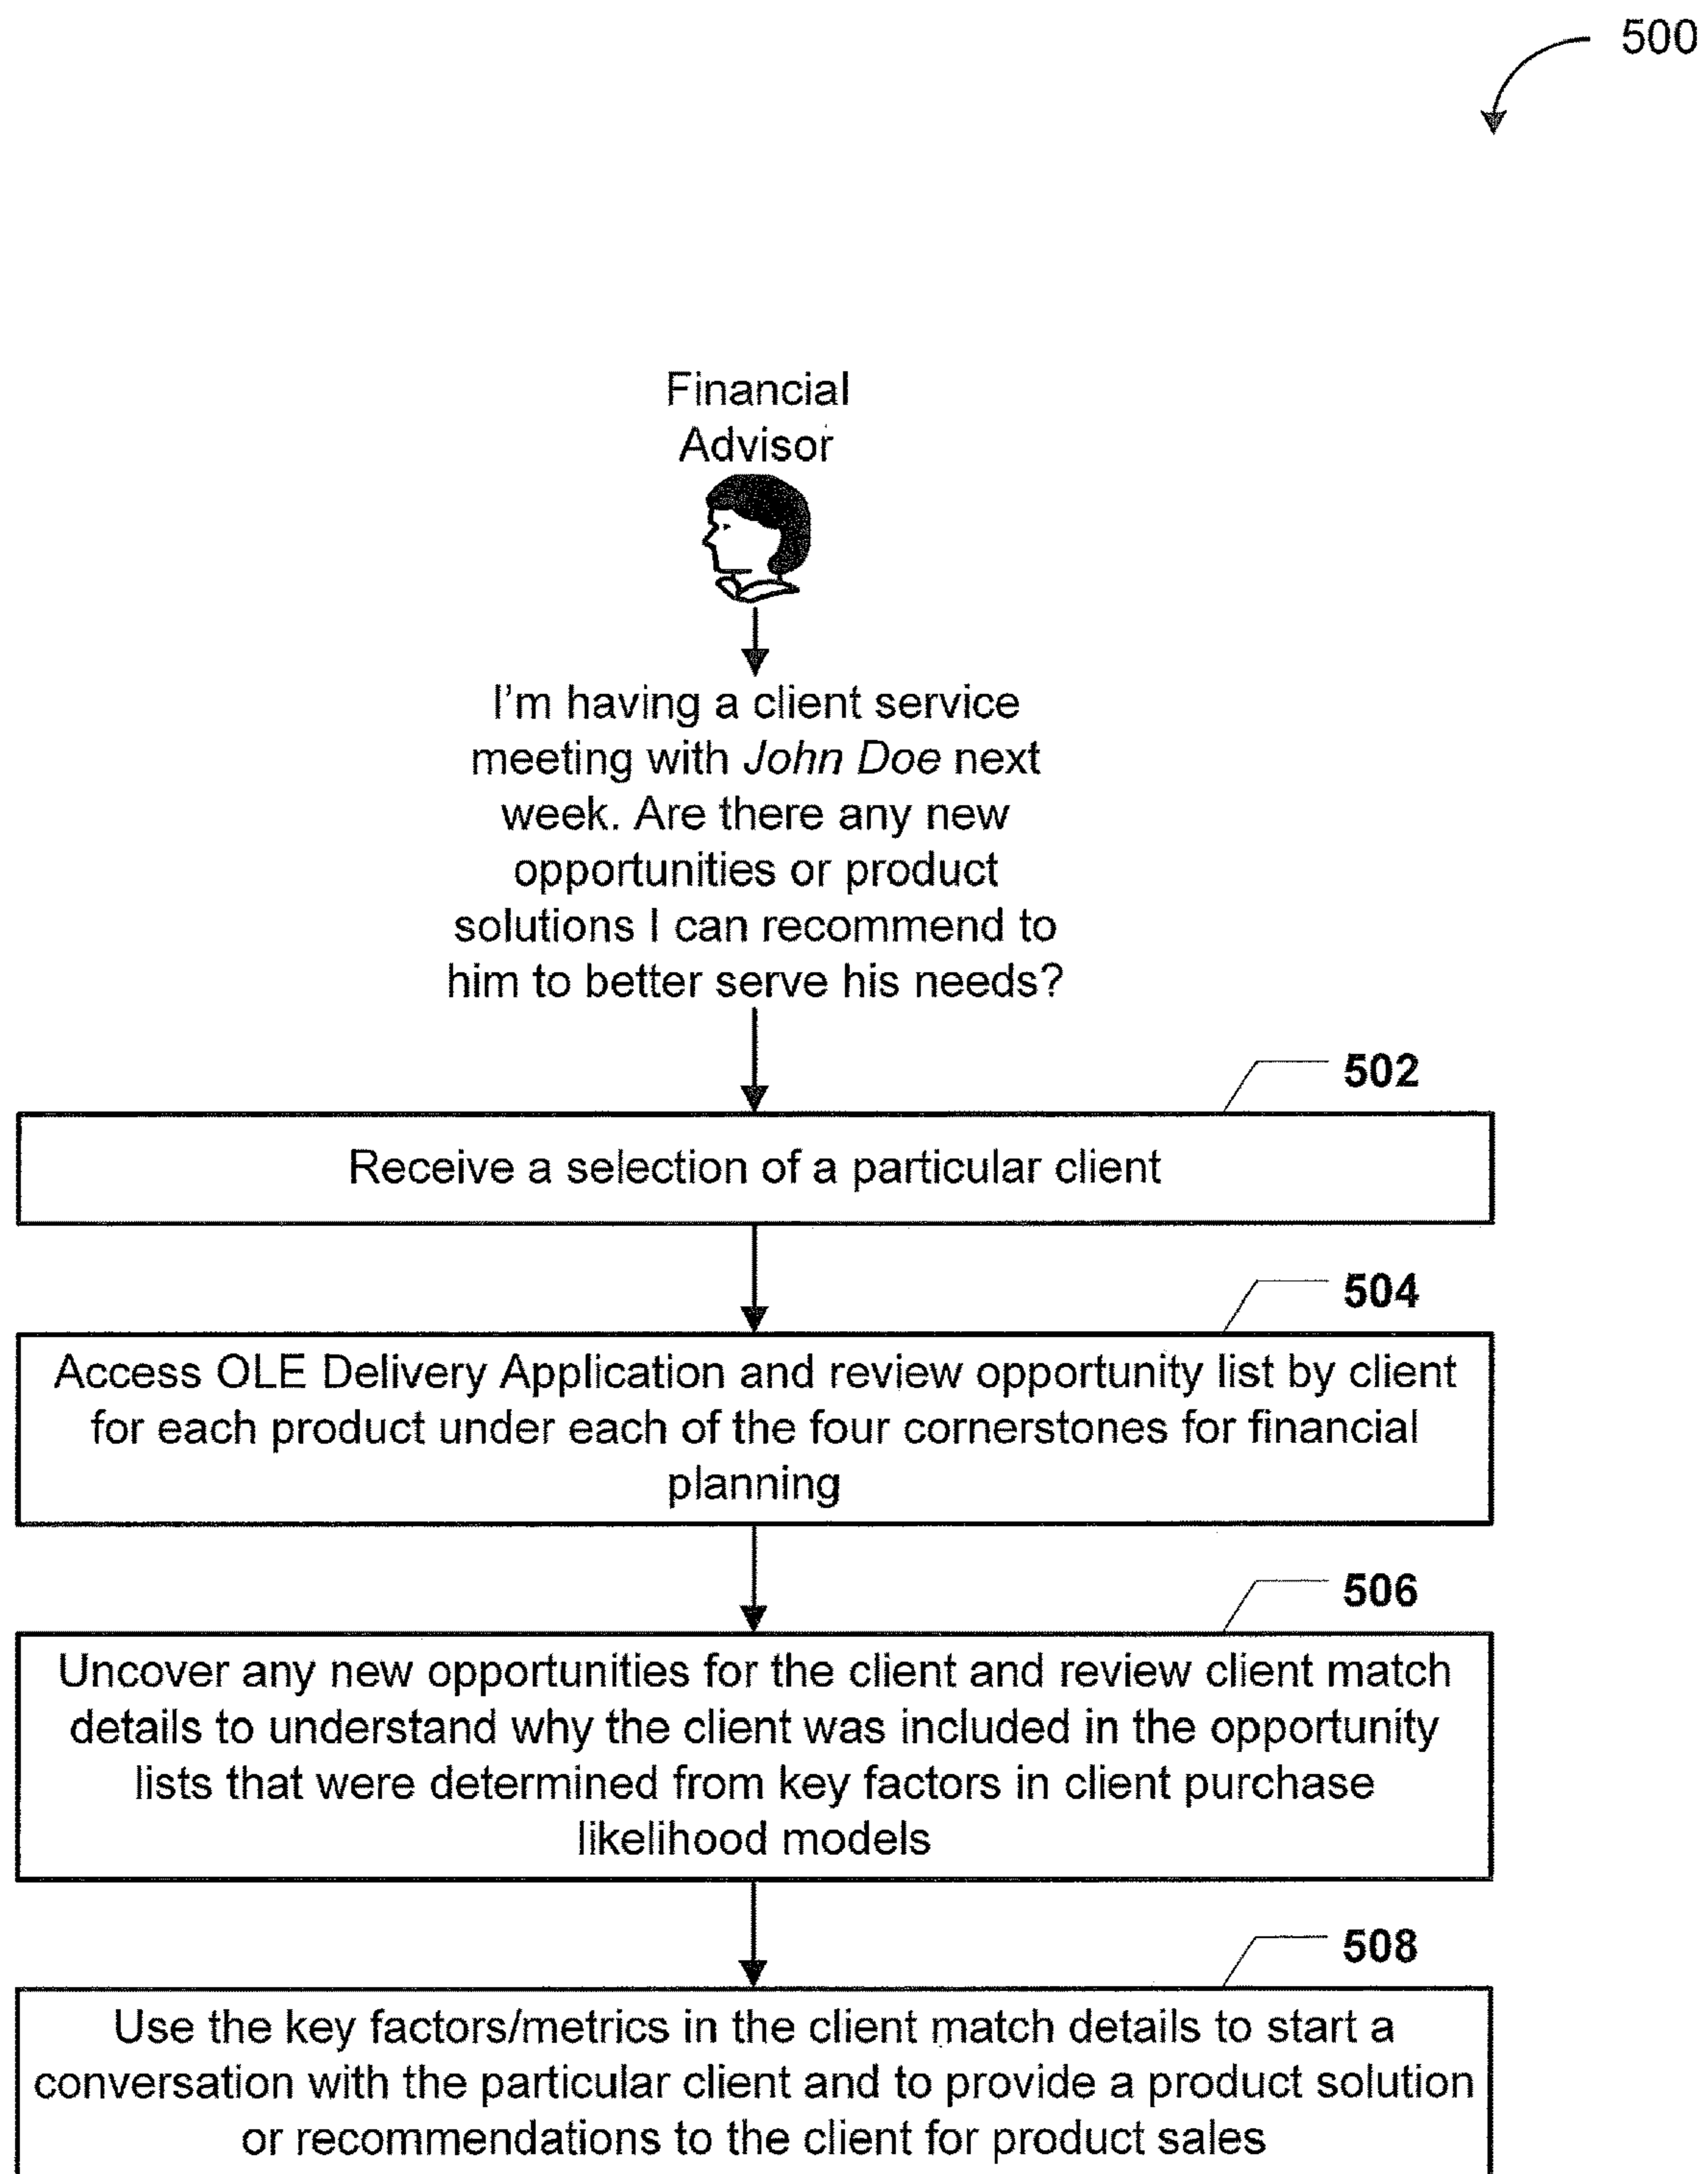 500
Financial
Advisor
I'm having a client service
meeting with John Doe next
week. Are there any new
opportunities or product
solutions I can recommend to
him to better serve his needs?
502
Receive a selection of a particular client
504
Access OLE Delivery Application and review opportunity list by client
for each product under each of the four cornerstones for financial
planning
506
Uncover any new opportunities for the client and review client match
details to understand why the client was included in the opportunity
lists that were determined from key factors in client purchase
likelihood models
508
Use the key factors/metrics in the client match details to start a
conversation with the particular client and to provide a product solution
or recommendations to the client for product sales